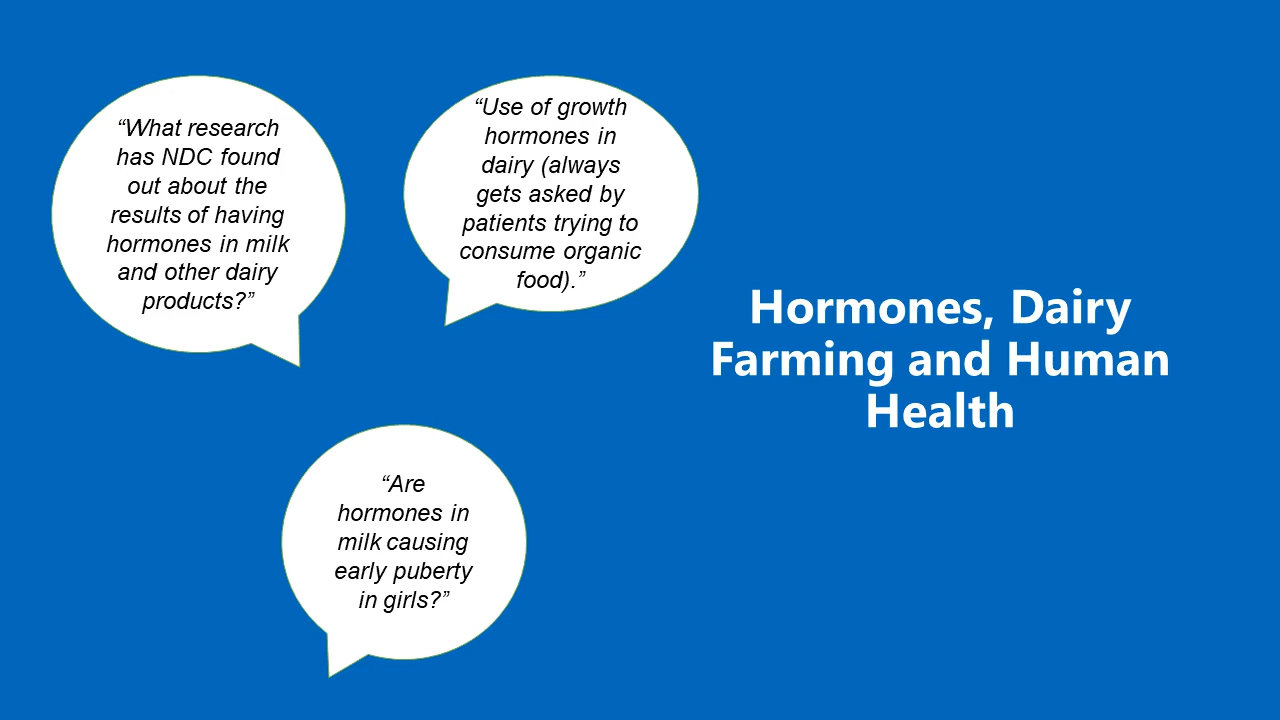 “What research
has NDC found
out about the
results of having
hormones in milk
and other dairy
products?”
“Use of growth
hormones in
dairy (always
gets asked by
patients trying to
consume organic
food).”
“Are
hormones in
milk causing
early puberty
in girls?”
Hormones, Dairy
Farming and Human
Health